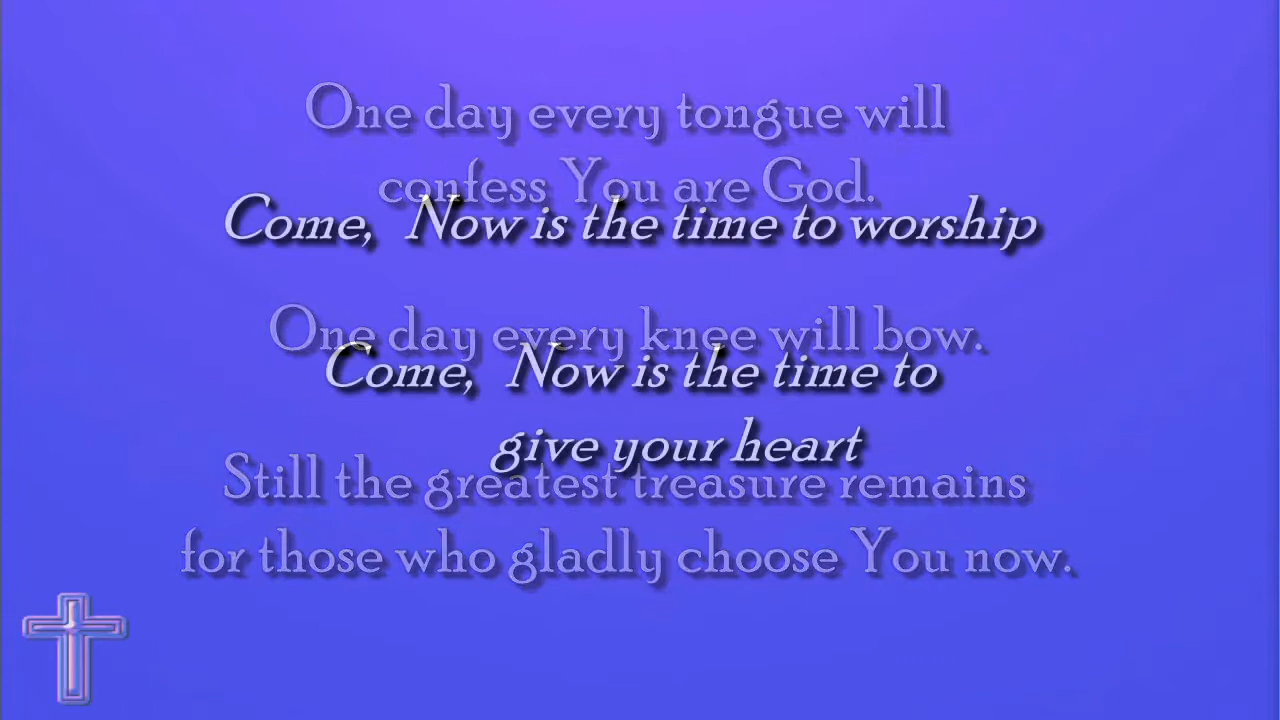 One day every tongue will
confess You are God.
Come, Now is the time to worship
One day every knee will bow.
Come, Now is the time to
give your heart
Still the greatest treasure remains
for those who gladly choose You now.